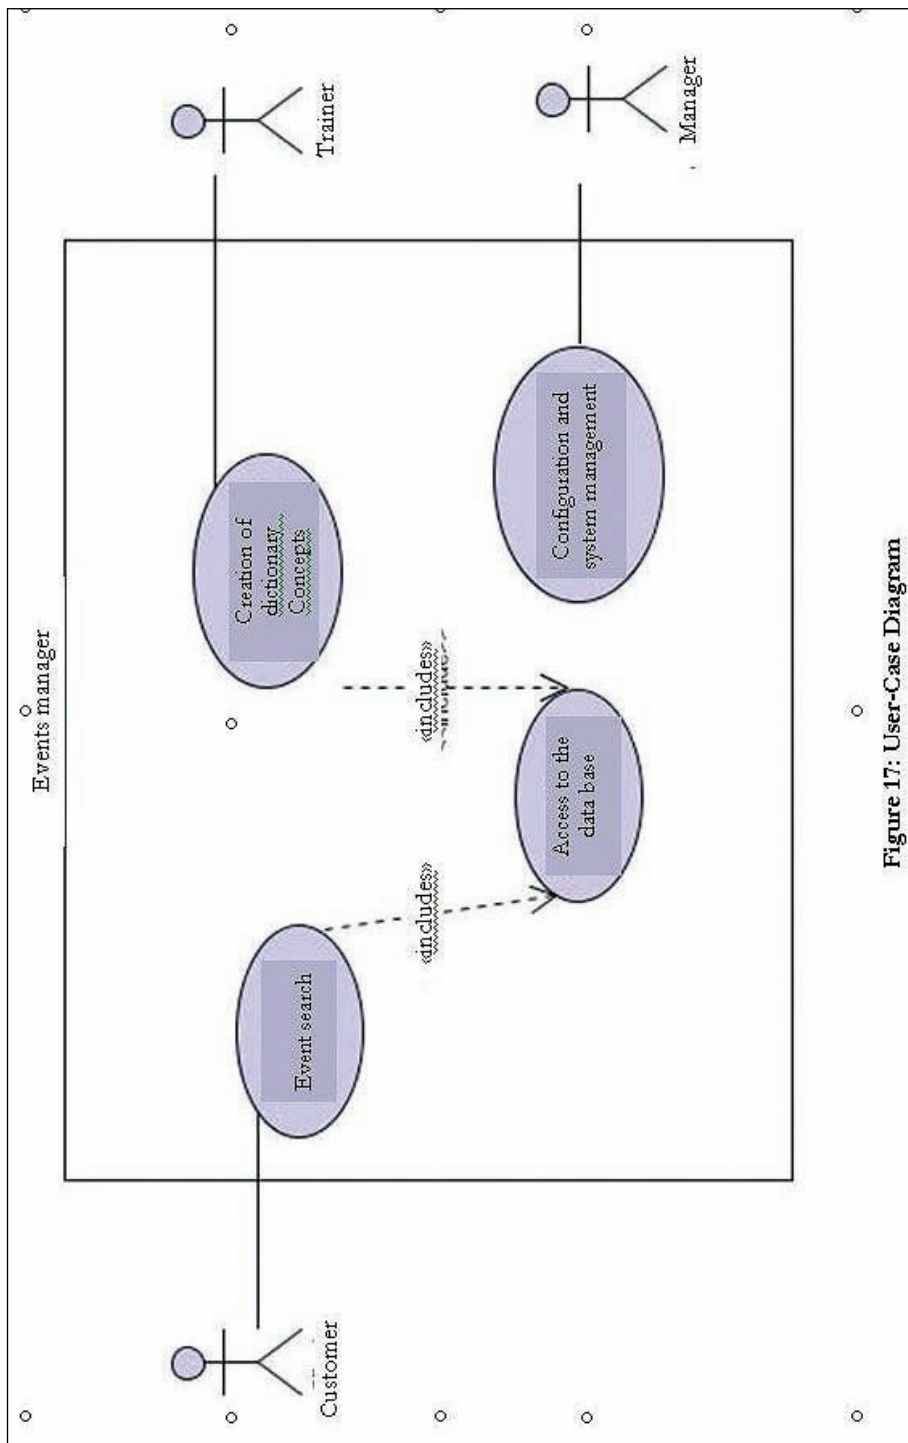 Events manager
Customer
Event search
«includes»
Access to the
data base
«includes»
Creation of
dictionary
Concepts
Trainer
Configuration and
system management
Manager
Figure 17: User-Case Diagram